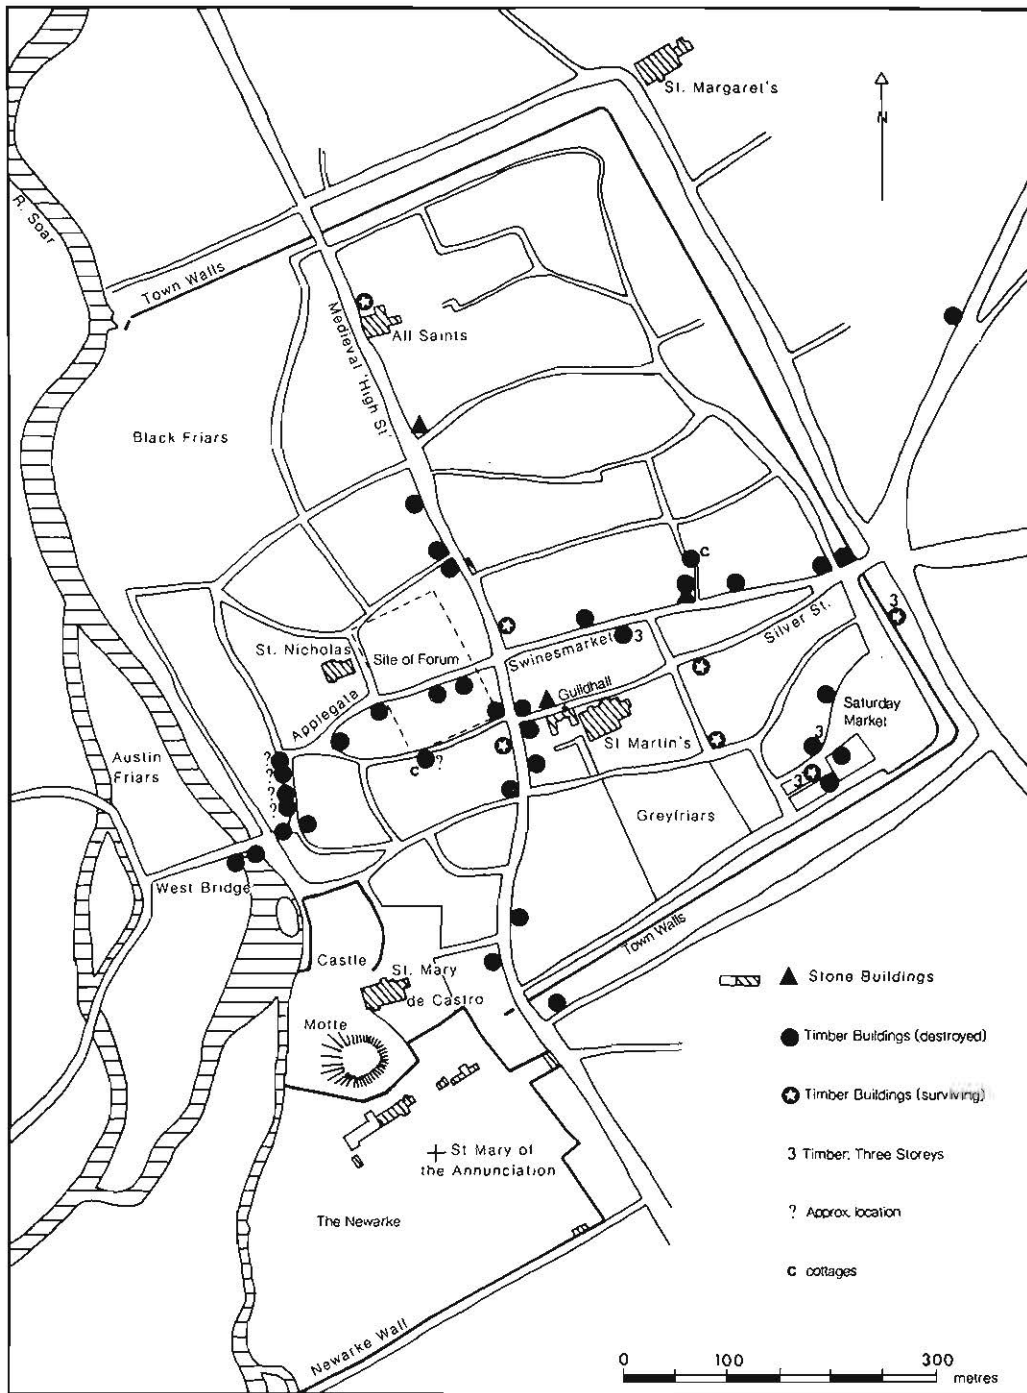 St. Margaret's
N
R. Soar
Town Walls
Medieval 'High St'
All Saints
Black Friars
c
3
St. Nicholas
Site of Forum
Swinesmarket
3
Silver St.
Applegate
Guildhall
Saturday
Market
Austin
Friars
?
?
?
?
c ?
St Martin's
3
3
Greyfriars
West Bridge
Town Walls
Castle
St. Mary
de Castro
Motte
Stone Buildings
Timber Buildings (destroyed)
Timber Buildings (surviving)
St Mary of
the Annunciation
3 Timber: Three Storeys
The Newarke
? Approx. location
c cottages
Newarke Wall
0 100 300
metres